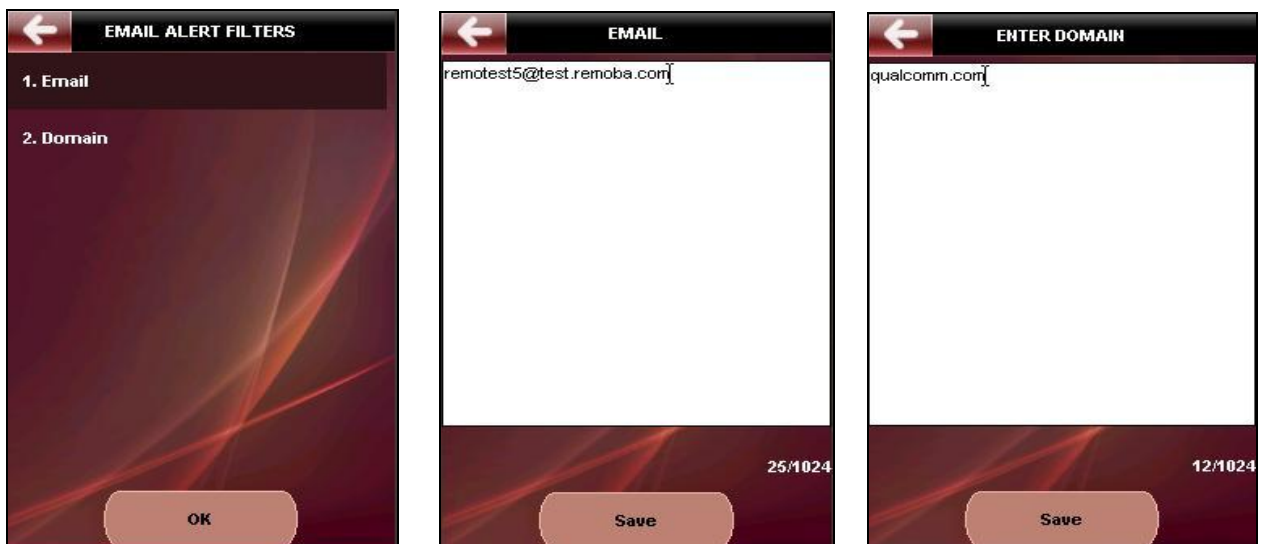 EMAIL ALERT FILTERS
1. Email
2. Domain
OK
EMAIL
remotest5@test.remoba.com
25/1024
Save
ENTER DOMAIN
qualcomm.com
12/1024
Save